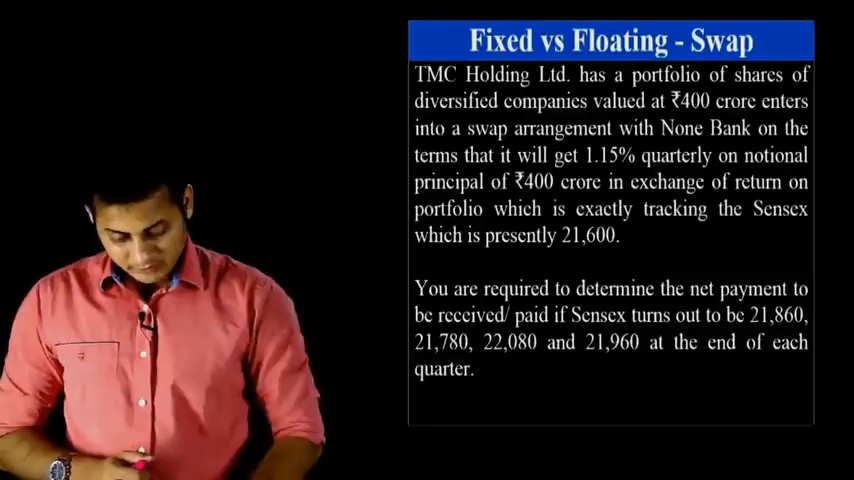 Fixed vs Floating - Swap
TMC Holding Ltd. has a portfolio of shares of
diversified companies valued at ₹400 crore enters
into a swap arrangement with None Bank on the
terms that it will get 1.15% quarterly on notional
principal of ₹400 crore in exchange of return on
portfolio which is exactly tracking the Sensex
which is presently 21,600.
You are required to determine the net payment to
be received/ paid if Sensex turns out to be 21,860,
21,780, 22,080 and 21,960 at the end of each
quarter.